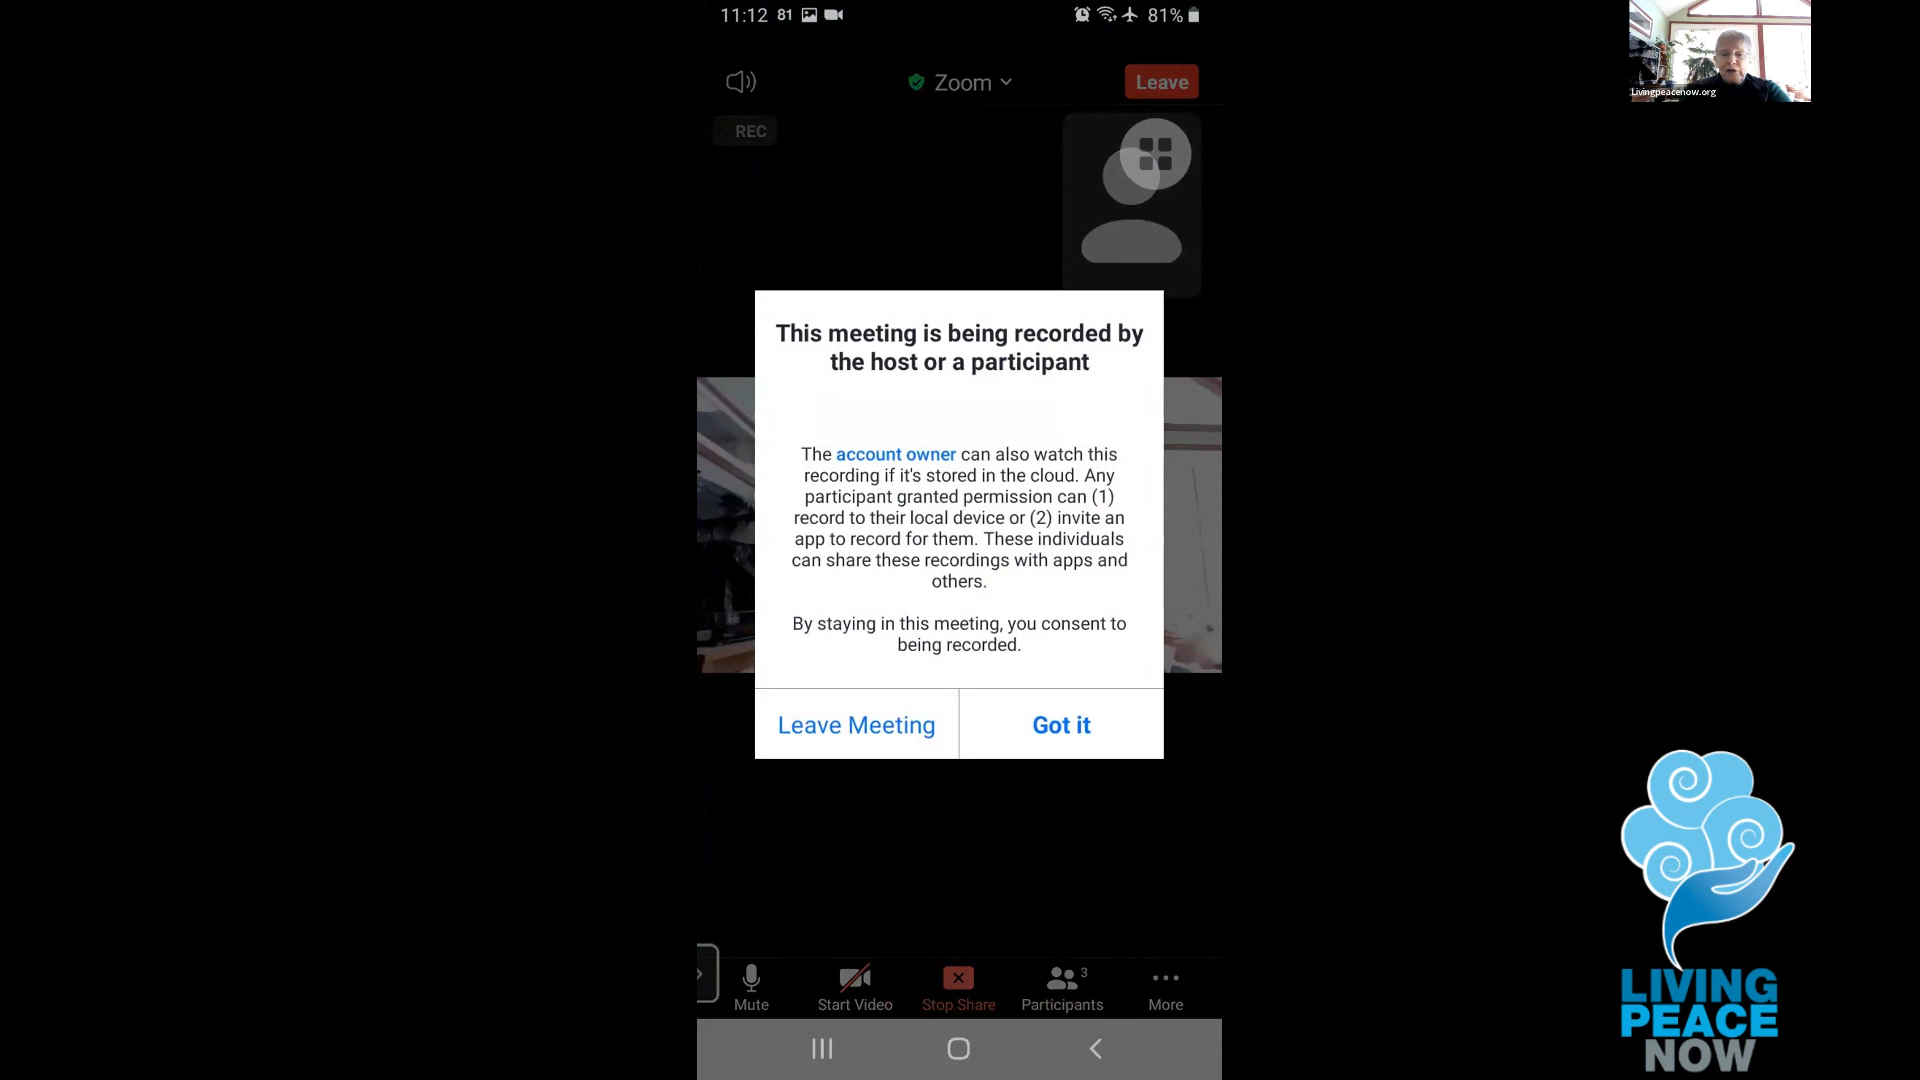 11:12 81 81%
Zoom
Leave
Livingpeacenow.org
REC
This meeting is being recorded by
the host or a participant
The account owner can also watch this
recording if it's stored in the cloud. Any
participant granted permission can (1)
record to their local device or (2) invite an
app to record for them. These individuals
can share these recordings with apps and
others.
By staying in this meeting, you consent to
being recorded.
Leave Meeting
Got it
3
Mute
Start Video
Stop Share
Participants
More
LIVING
PEACE
NOW